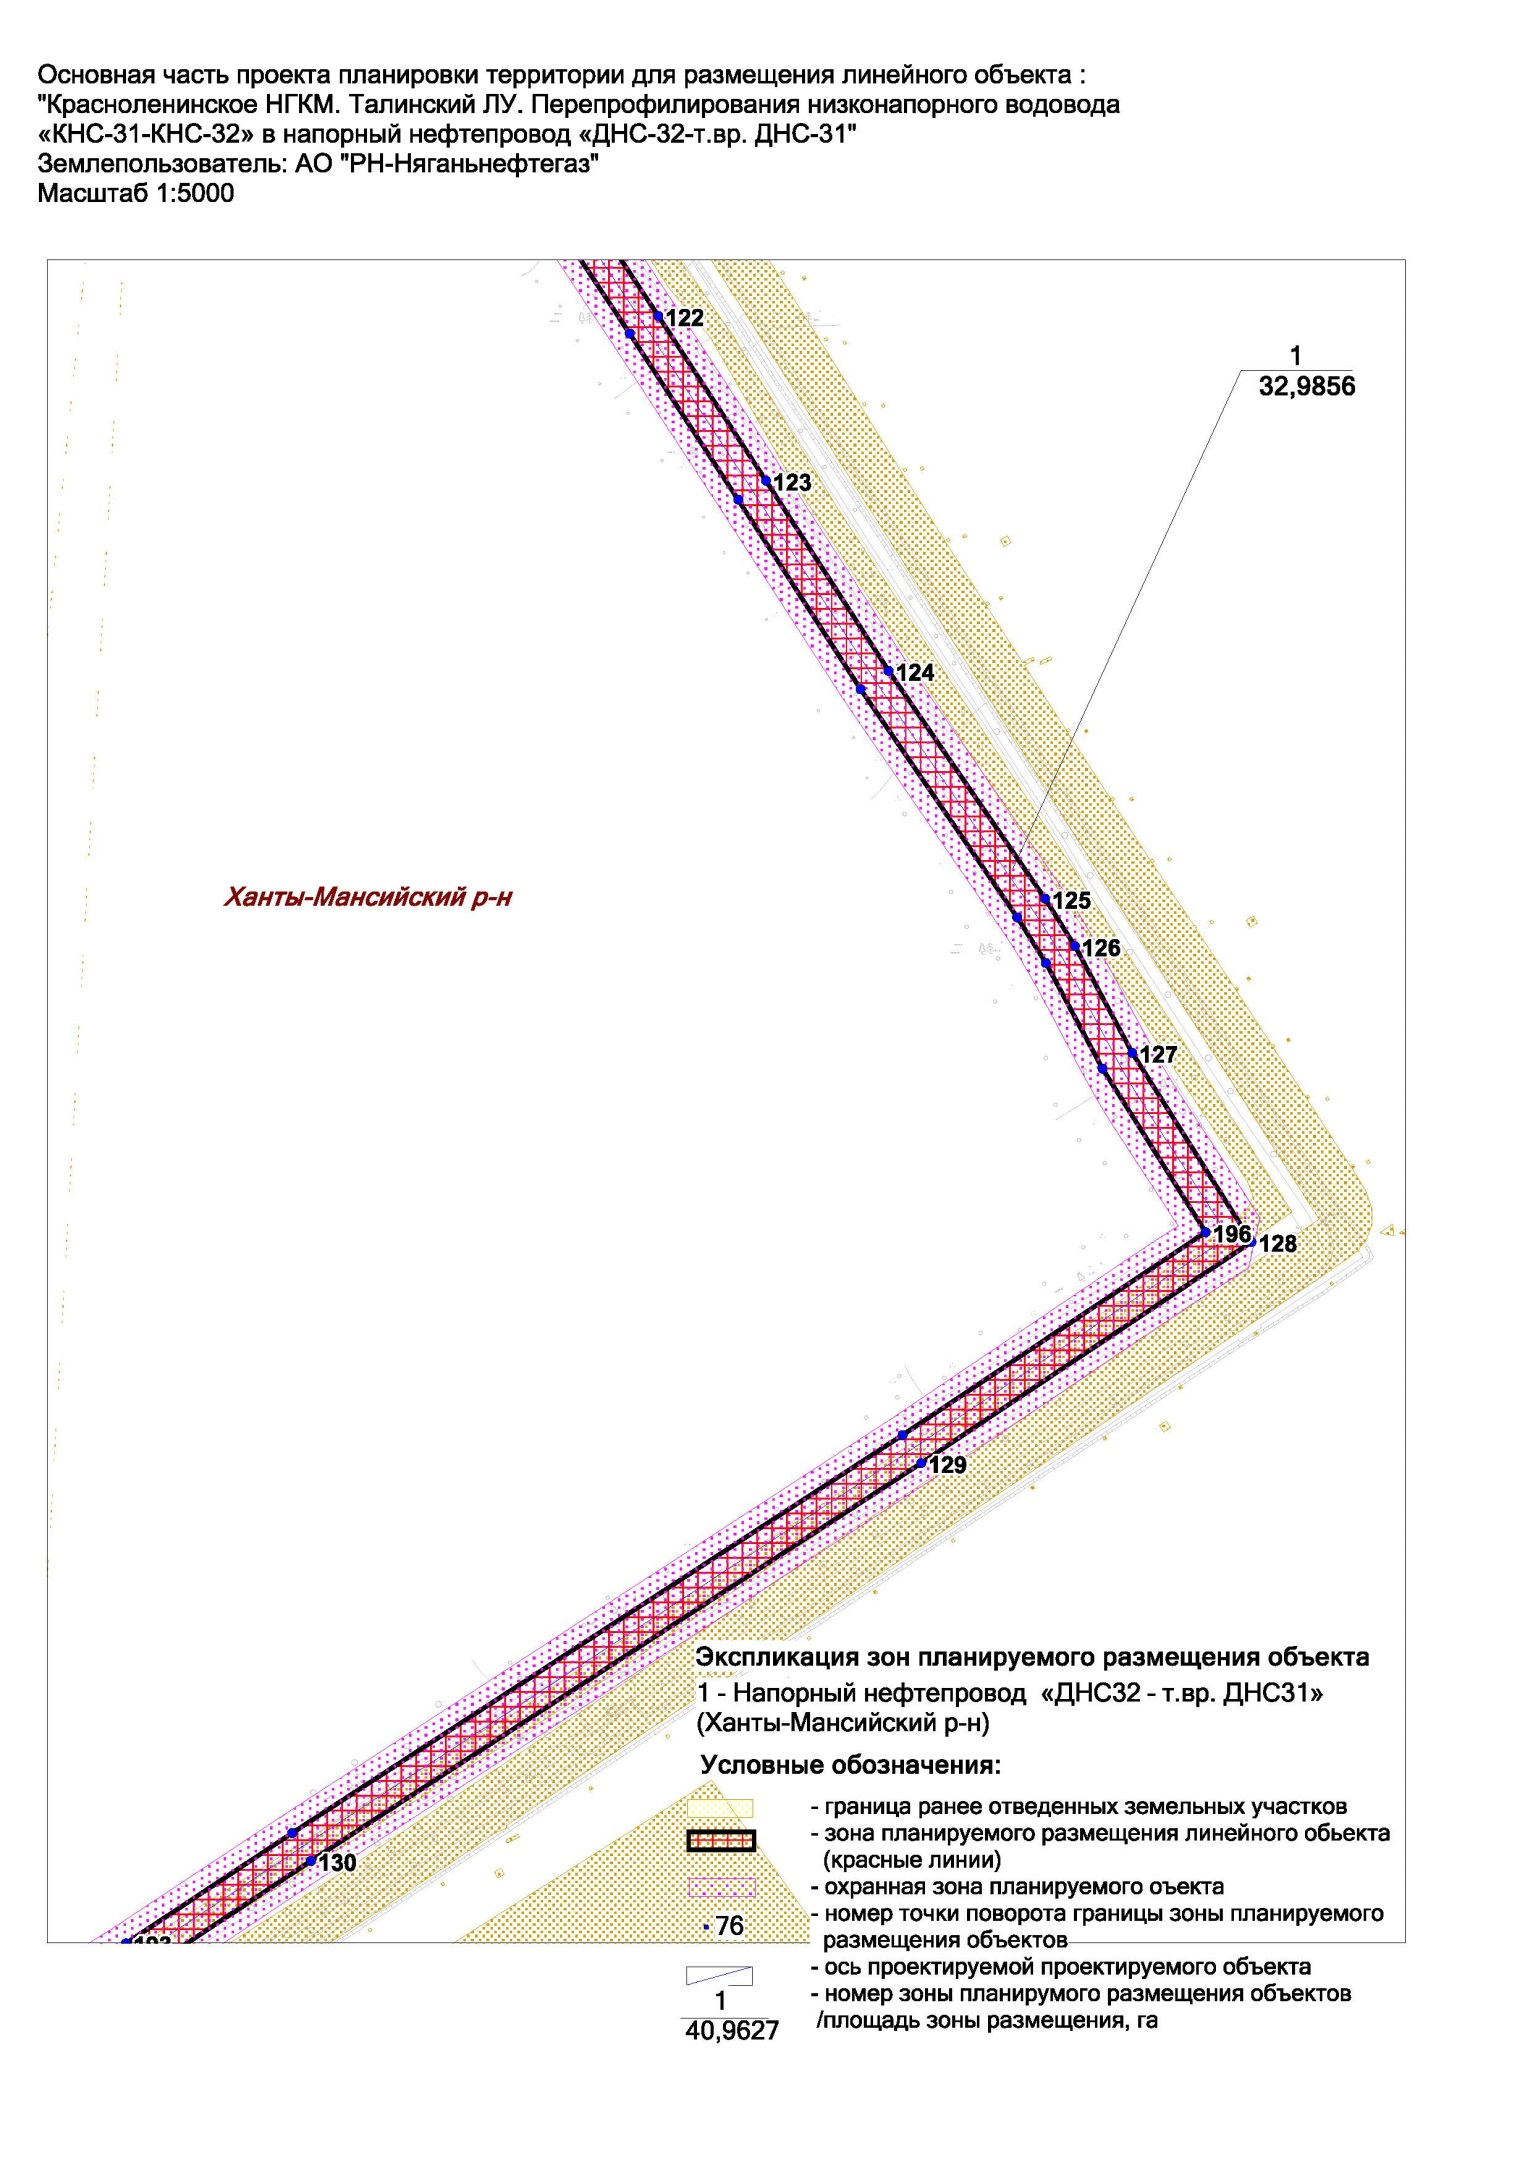 Основная часть проекта планировки территории для размещения линейного объекта :
"Красноленинское НГКМ. Талинский ЛУ. Перепрофилирования низконапорного водовода
«КНС-31-КНС-32» в напорный нефтепровод «ДНС-32-т.вр. ДНС-31"
Землепользователь: АО "РН-Няганьнефтегаз"
Масштаб 1:5000
122
1
32,9856
123
124
Ханты-Мансийский р-н
125
126
127
196
128
129
Экспликация зон планируемого размещения объекта
1 - Напорный нефтепровод «ДНС32 - т.вр. ДНС31»
(Ханты-Мансийский р-н)
Условные обозначения:
- граница ранее отведенных земельных участков
- зона планируемого размещения линейного обьекта
(красные линии)
130
- охранная зона планируемого оъекта
76
- номер точки поворота границы зоны планируемого
размещения объектов
- ось проектируемой проектируемого объекта
1
40,9627
- номер зоны планирумого размещения объектов
/площадь зоны размещения, га